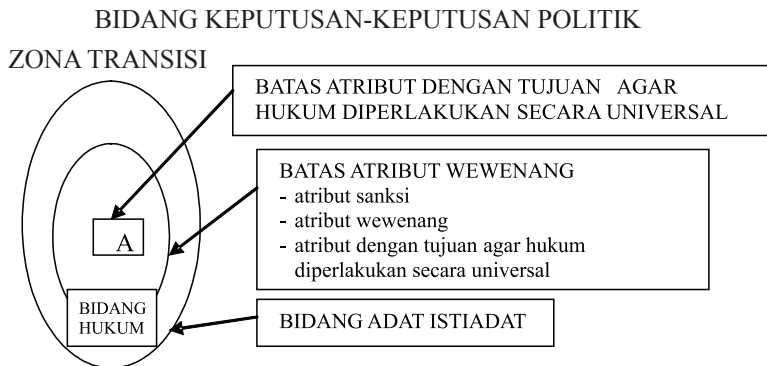 BIDANG KEPUTUSAN-KEPUTUSAN POLITIK
ZONA TRANSISI
BATAS ATRIBUT DENGAN TUJUAN AGAR
HUKUM DIPERLAKUKAN SECARA UNIVERSAL
BATAS ATRIBUT WEWENANG
- atribut sanksi
- atribut wewenang
- atribut dengan tujuan agar hukum
diperlakukan secara universal
A
BIDANG
HUKUM
BIDANG ADAT ISTIADAT